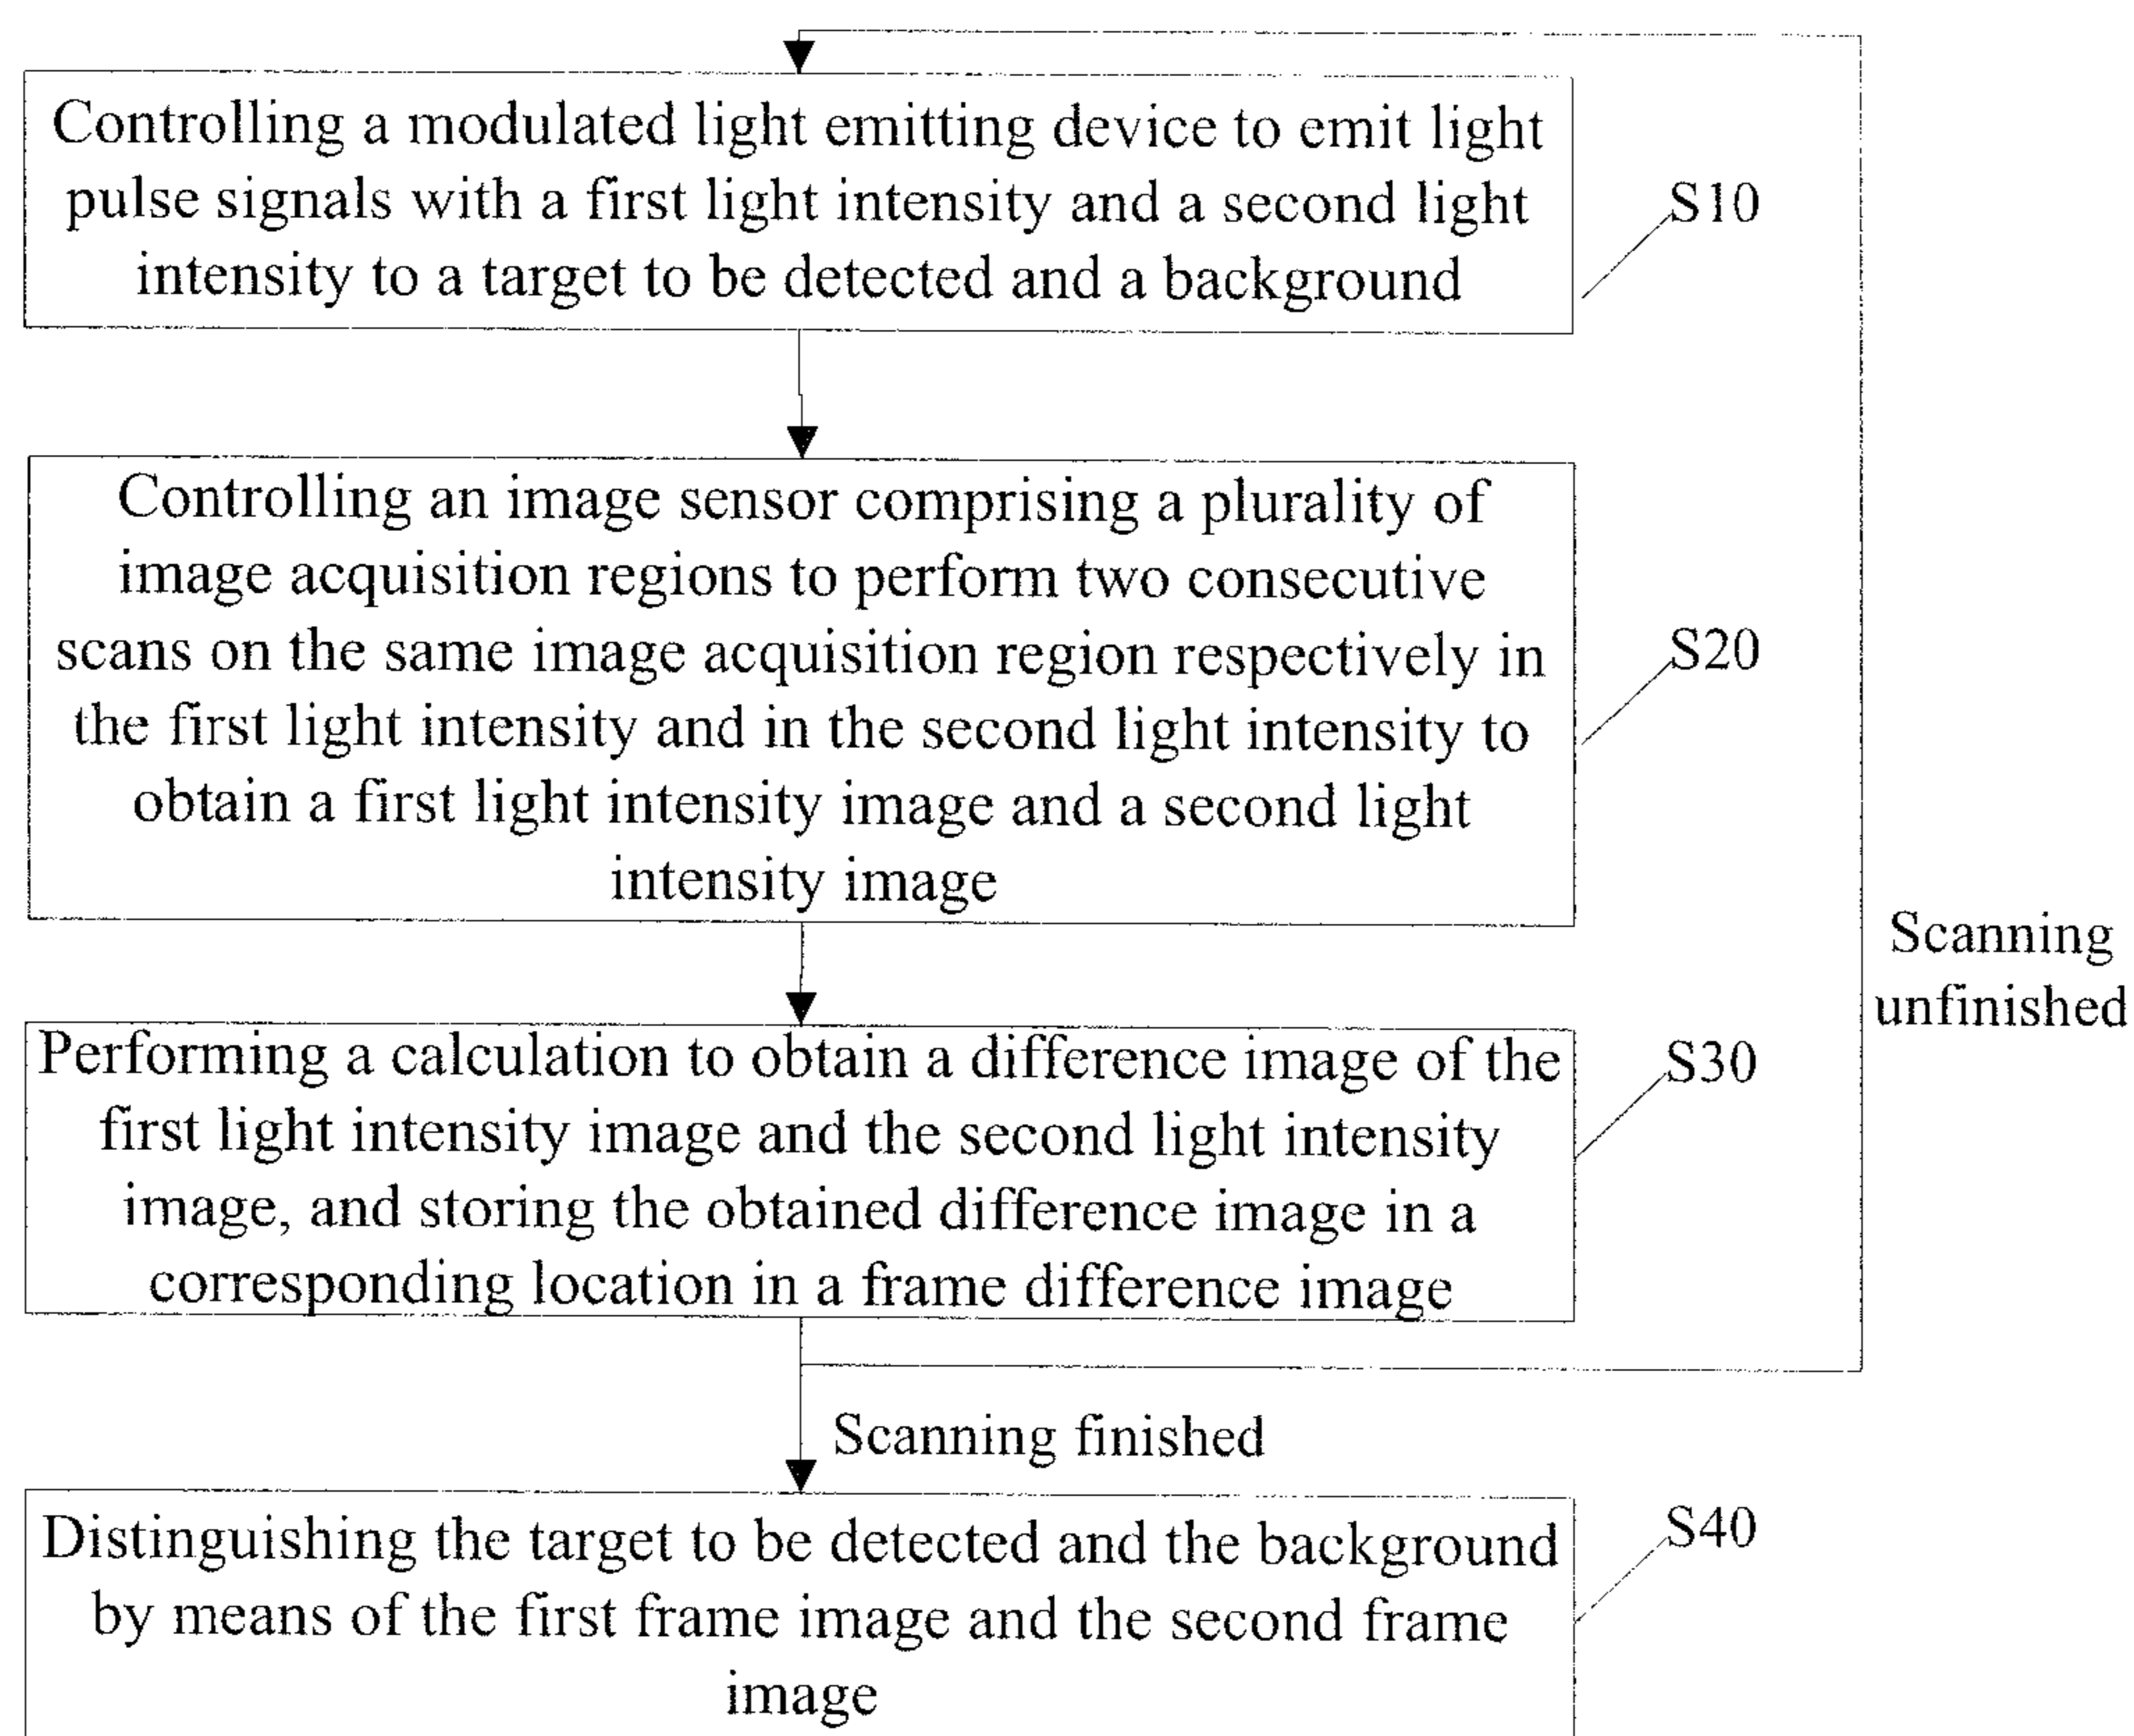 Controlling a modulated light emitting device to emit light
pulse signals with a first light intensity and a second light
intensity to a target to be detected and a background
S10
Controlling an image sensor comprising a plurality of
image acquisition regions to perform two consecutive
scans on the same image acquisition region respectively in
the first light intensity and in the second light intensity to
obtain a first light intensity image and a second light
intensity image
S20
Scanning
unfinished
Performing a calculation to obtain a difference image of the
first light intensity image and the second light intensity
image, and storing the obtained difference image in a
corresponding location in a frame difference image
S30
Scanning finished
Distinguishing the target to be detected and the background
by means of the first frame image and the second frame
image
S40